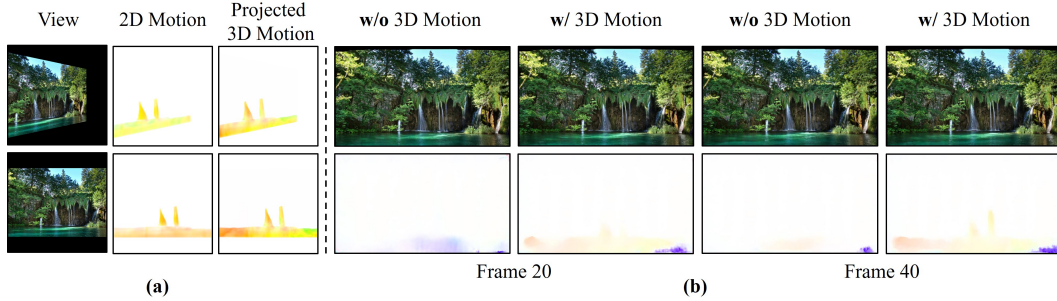 View
2D Motion
Projected
3D Motion
w/o 3D Motion
w/ 3D Motion
w/o 3D Motion
w/ 3D Motion
Frame 20
Frame 40
(a)
(b)